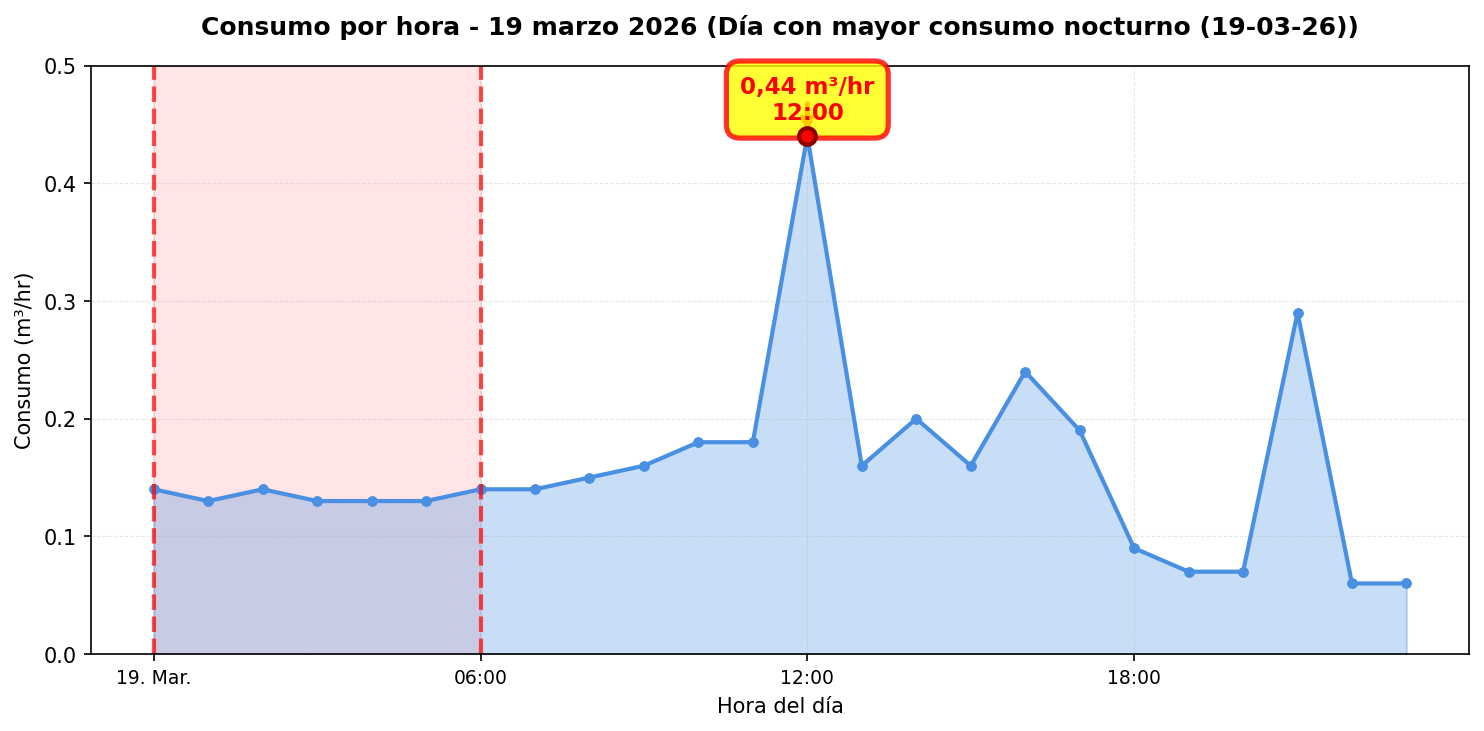 Consumo por hora - 19 marzo 2026 (Día con mayor consumo nocturno (19-03-26))
0,44 m³/hr
12:00
Consumo (m³/hr)
0.5
0.4
0.3
0.2
0.1
0.0
19. Mar.
06:00
12:00
18:00
Hora del día